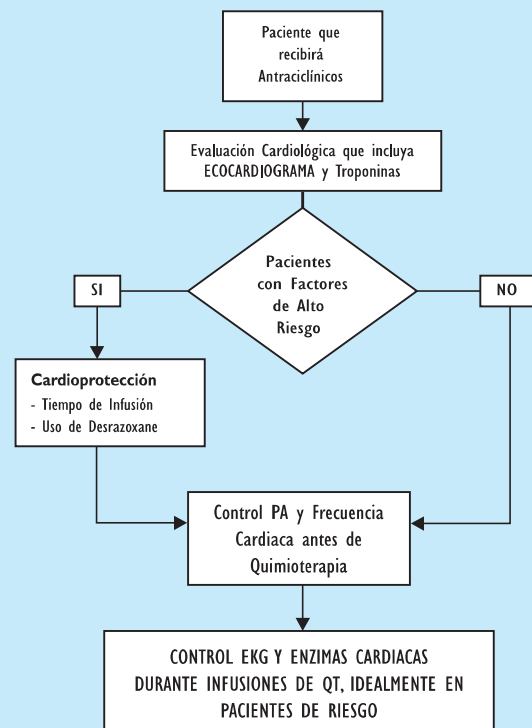 Paciente que
recibirá
Antraciclínicos
Evaluación Cardiológica que incluya
ECOCARDIOGRAMA y Troponinas
Pacientes
con Factores
de Alto
Riesgo
SI
NO
Cardioprotección
- Tiempo de Infusión
- Uso de Desrazoxane
Control PA y Frecuencia
Cardiaca antes de
Quimioterapia
CONTROL EKG Y ENZIMAS CARDIACAS
DURANTE INFUSIONES DE QT, IDEALMENTE EN
PACIENTES DE RIESGO